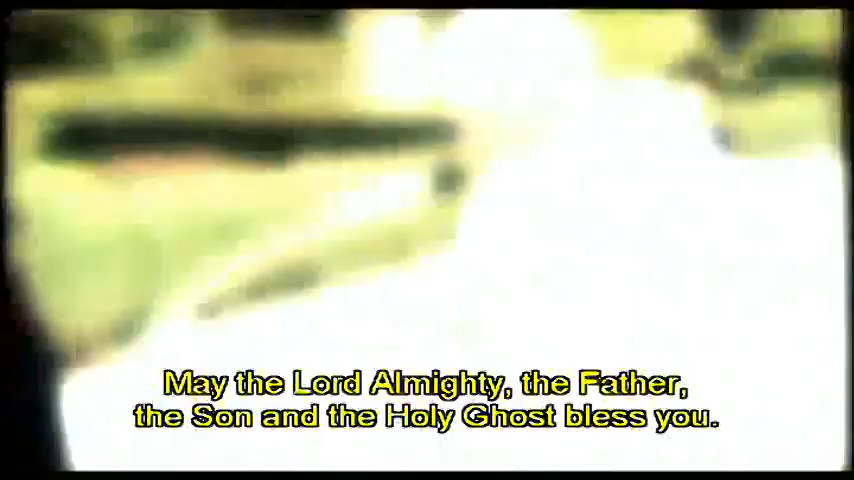 May the Lord Almighty, the Father,
the Son and the Holy Ghost bless you.